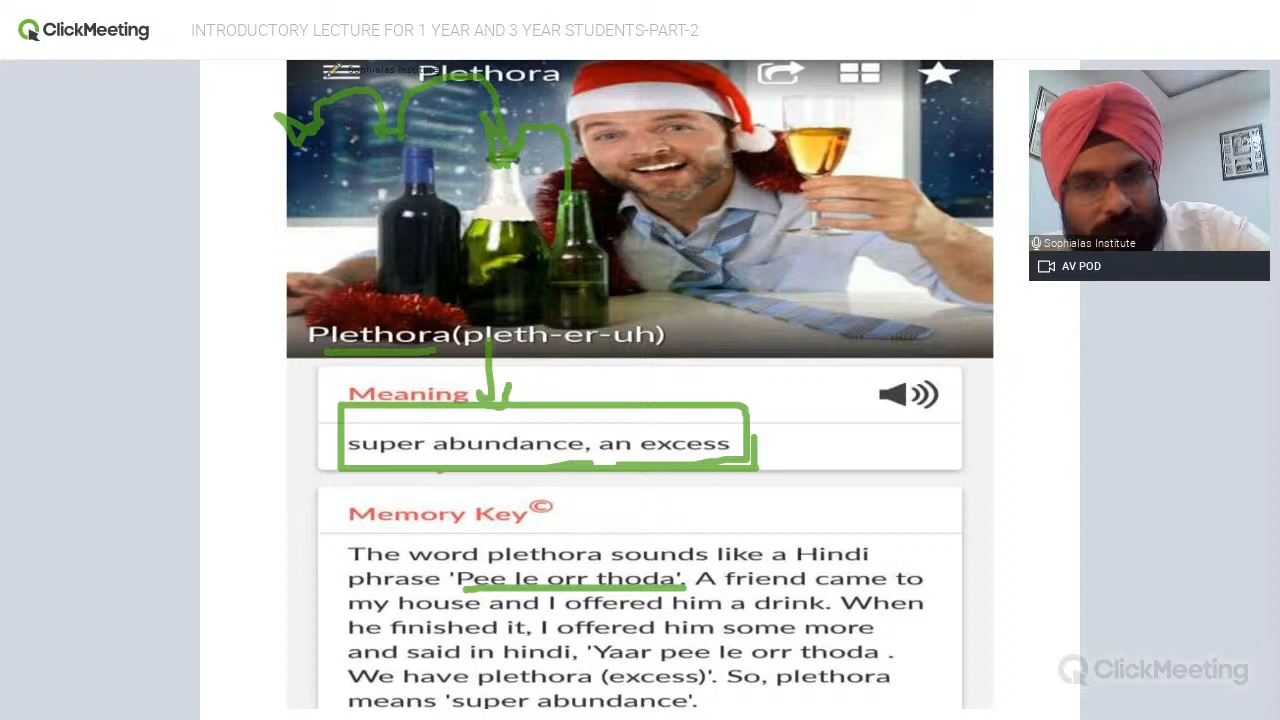 ClickMeeting
INTRODUCTORY LECTURE FOR 1 YEAR AND 3 YEAR STUDENTS-PART-2
Sophialas Institute
Plethora
Plethora(pleth-er-uh)
Meaning
super abundance, an excess
Memory Key©
The word plethora sounds like a Hindi
phrase 'Pee le orr thoda'. A friend came to
my house and I offered him a drink. When
he finished it, I offered him some more
and said in hindi, 'Yaar pee le orr thoda .
We have plethora (excess)'. So, plethora
means 'super abundance'.
Sophialas Institute
AV POD
ClickMeeting